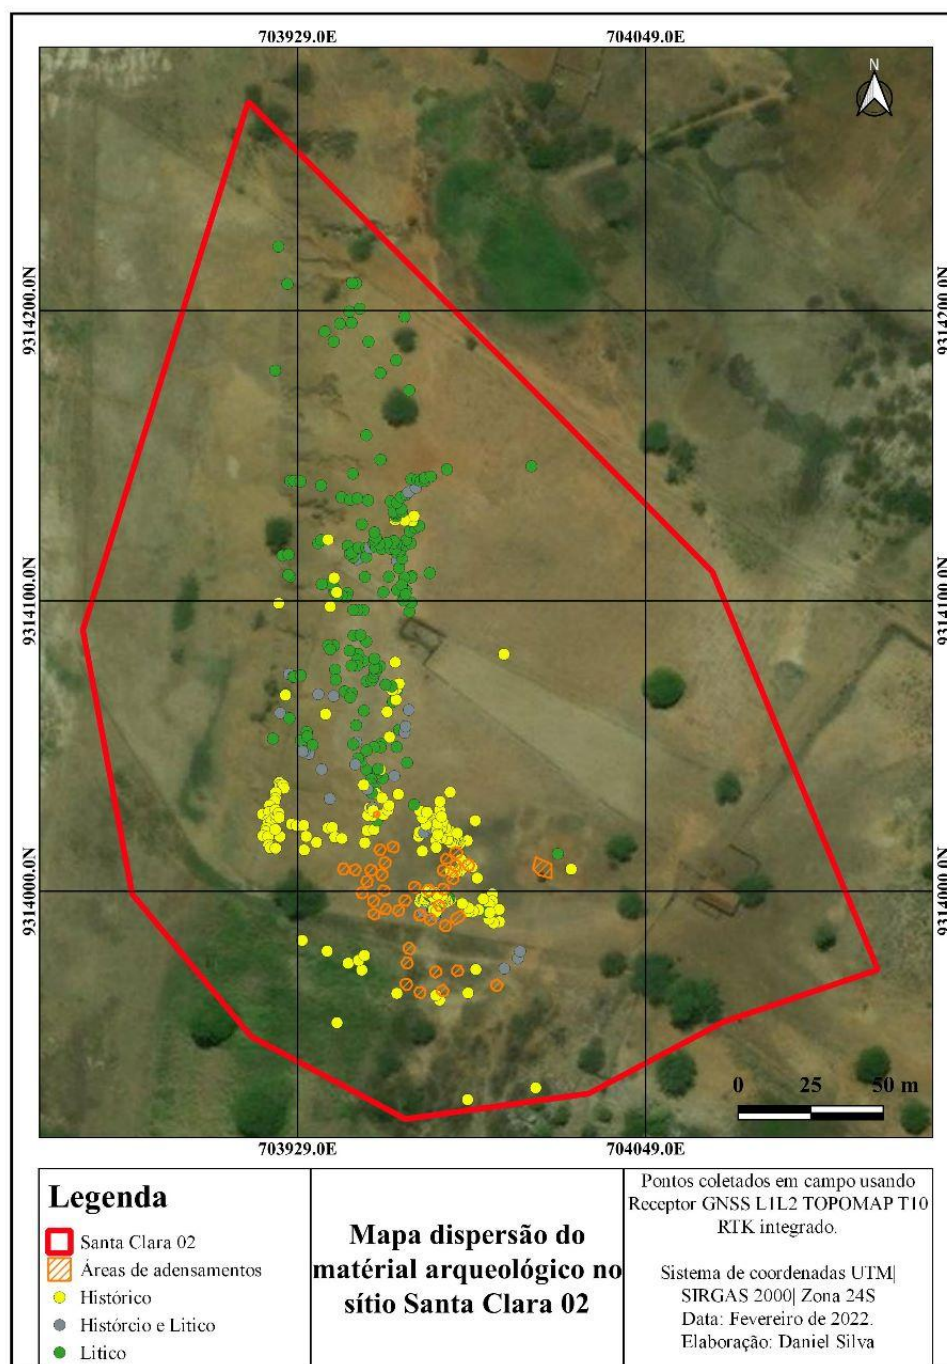 703929.0E 704049.0E
N
9314200.0N 9314200.0N
9314100.0N 9314100.0N
9314000.0N 9314000.0N
0 25 50 m
703929.0E 704049.0E
Legenda
Santa Clara 02
Áreas de adensamentos
Histórico
Histórcio e Litico
Litico
Mapa dispersão do
matérial arqueológico no
sítio Santa Clara 02
Pontos coletados em campo usando
Receptor GNSS L1L2 TOPOMAP T10
RTK integrado.
Sistema de coordenadas UTM|
SIRGAS 2000| Zona 24S
Data: Fevereiro de 2022.
Elaboração: Daniel Silva